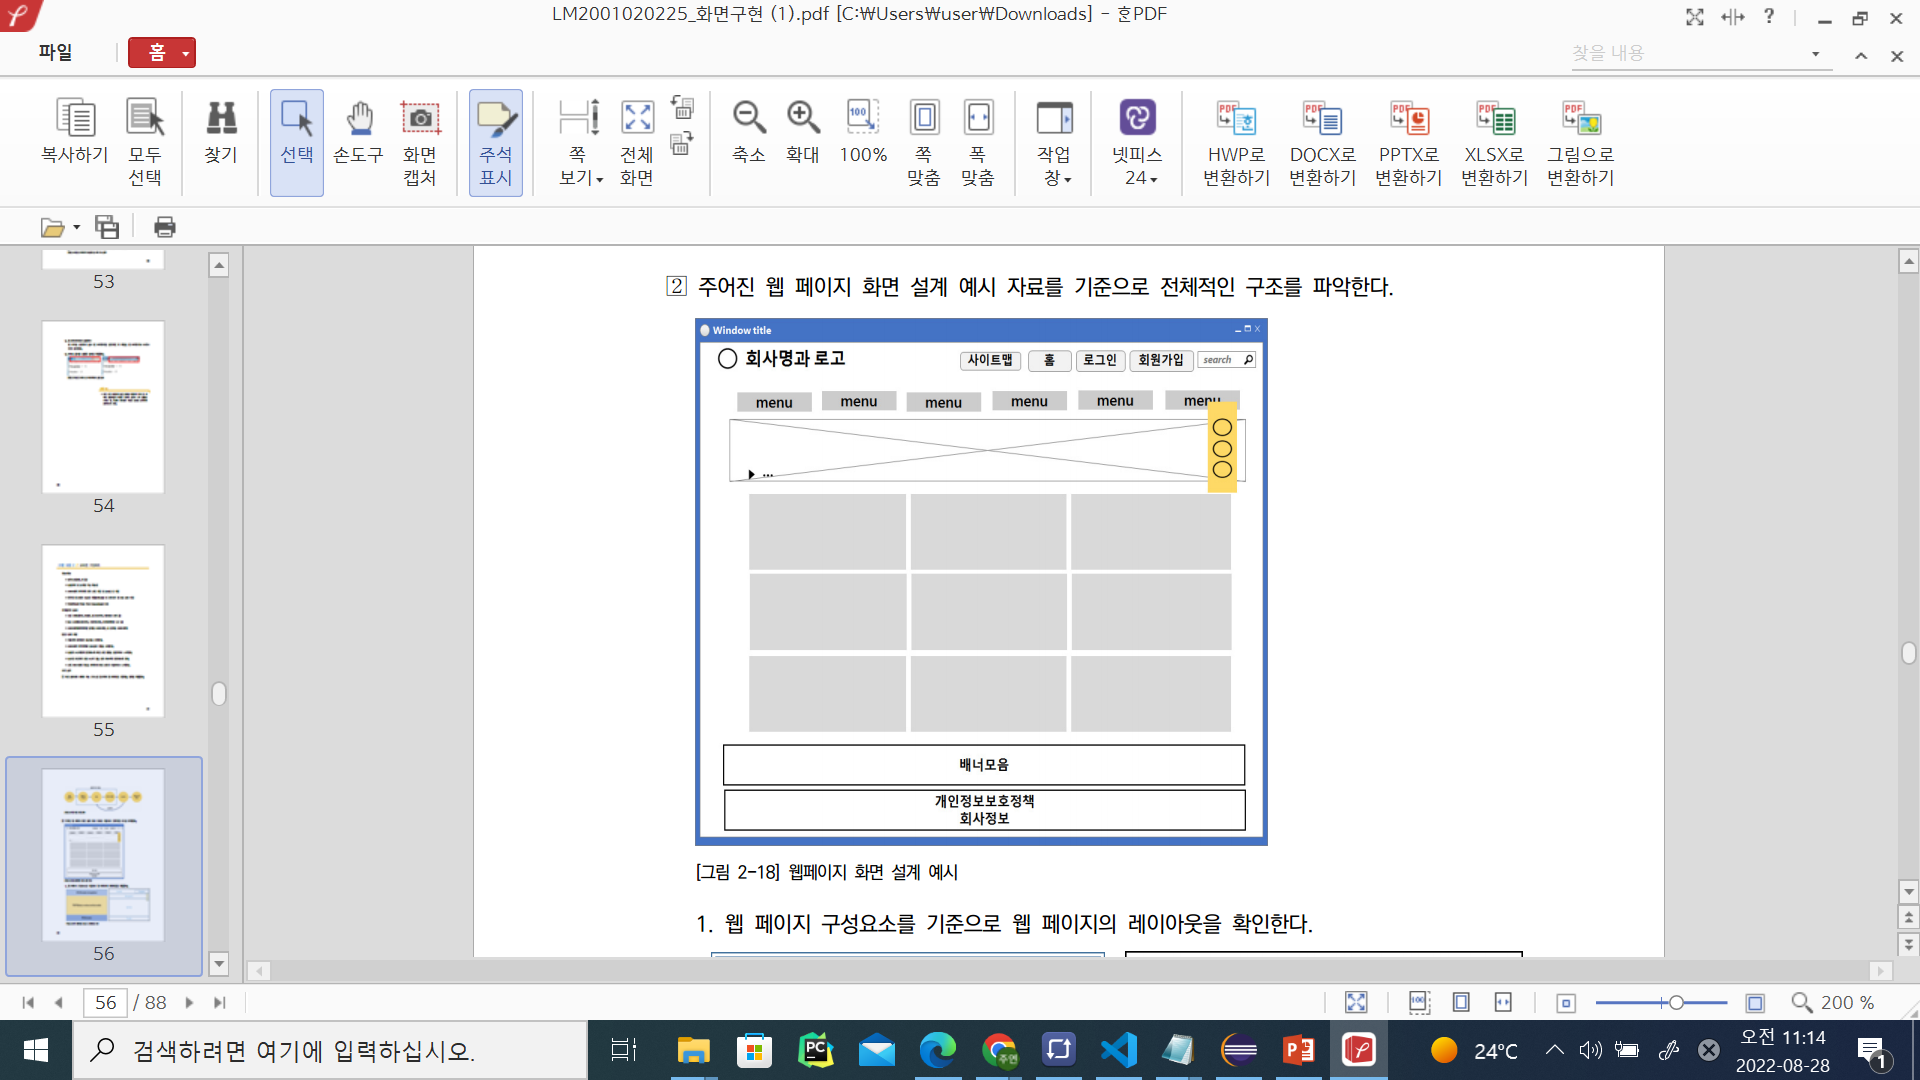 LM2001020225_화면구현 (1).pdf [C:₩Users₩user₩Downloads] - 한PDF
파일
홈
찾을 내용
복사하기
모두
선택
찾기
선택
손도구
화면
캡처
주석
표시
쪽
보기
전체
화면
축소
확대
100%
쪽
맞춤
폭
맞춤
작업
창
넷피스
24
HWP로
변환하기
DOCX로
변환하기
PPTX로
변환하기
XLSX로
변환하기
그림으로
변환하기
53
54
55
56
2 주어진 웹 페이지 화면 설계 예시 자료를 기준으로 전체적인 구조를 파악한다.
Window title
회사명과 로고
사이트맵 홈 로그인 회원가입 search
menu menu menu menu menu menu
...
배너모음
개인정보보호정책
회사정보
[그림 2-18] 웹페이지 화면 설계 예시
1. 웹 페이지 구성요소를 기준으로 웹 페이지의 레이아웃을 확인한다.
56 / 88
200 %
검색하려면 여기에 입력하십시오.
24°C
오전 11:14
2022-08-28
1